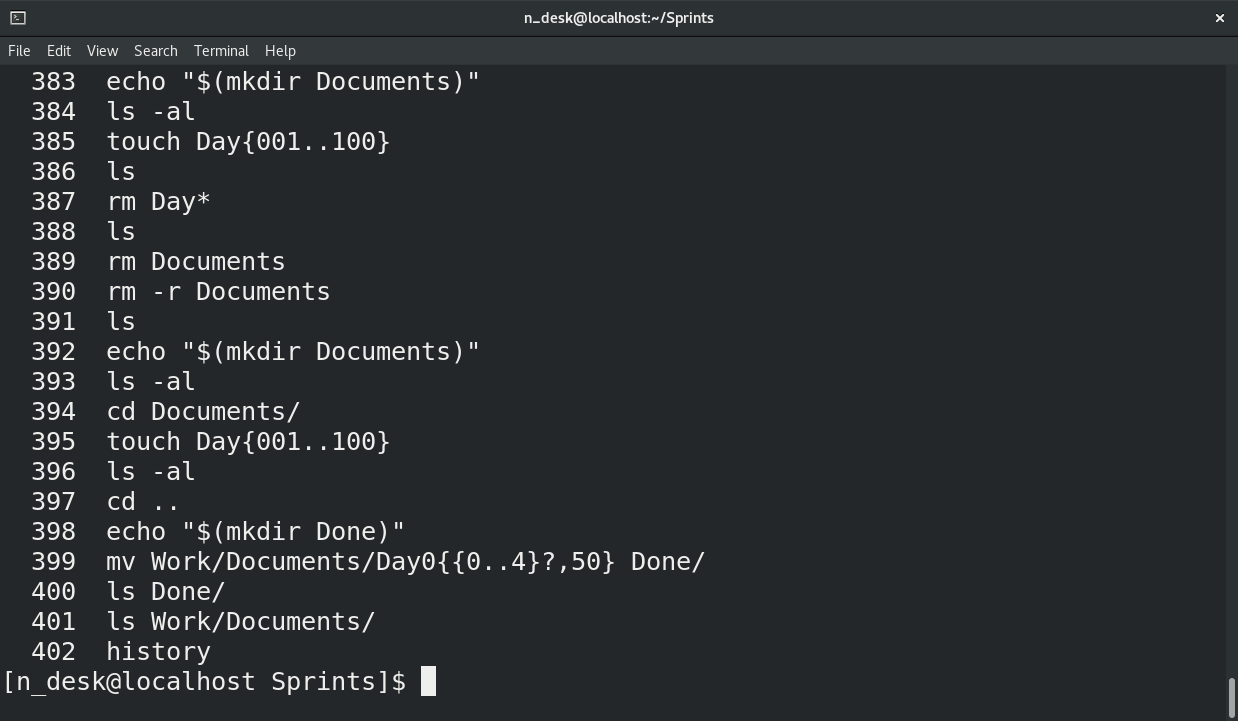 n_desk@localhost:~/Sprints
File Edit View Search Terminal Help
383 echo "$(mkdir Documents)"
384 ls -al
385 touch Day{001..100}
386 ls
387 rm Day*
388 ls
389 rm Documents
390 rm -r Documents
391 ls
392 echo "$(mkdir Documents)"
393 ls -al
394 cd Documents/
395 touch Day{001..100}
396 ls -al
397 cd ..
398 echo "$(mkdir Done)"
399 mv Work/Documents/Day0{{0..4}?,50} Done/
400 ls Done/
401 ls Work/Documents/
402 history
[n_desk@localhost Sprints]$